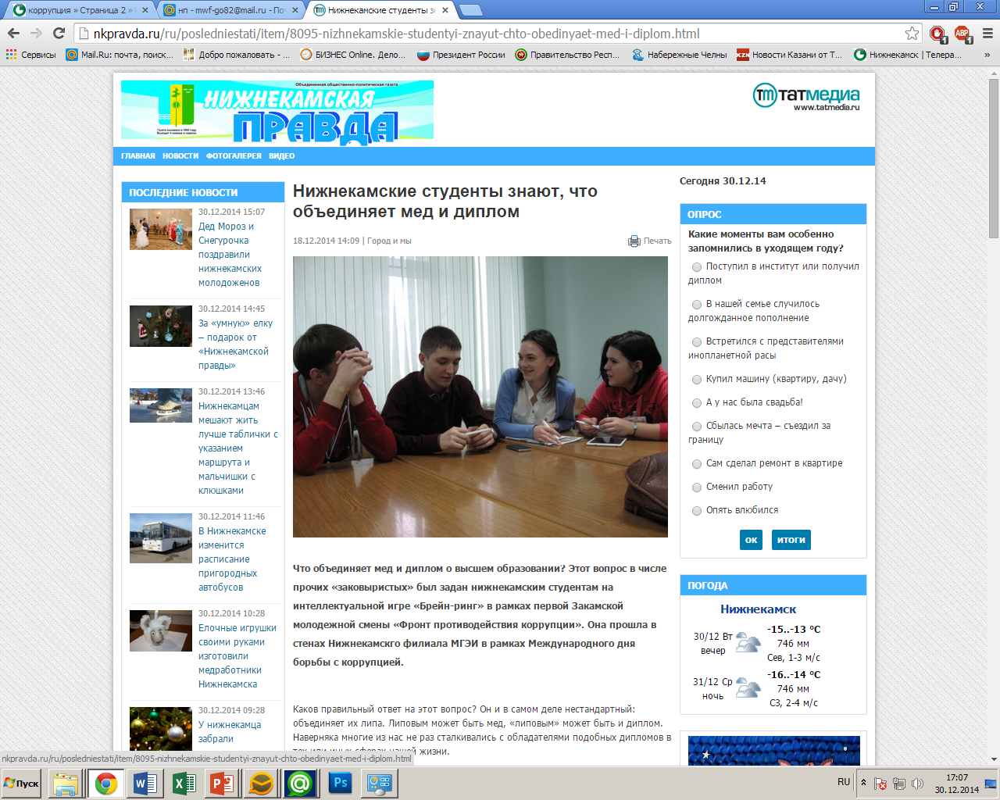 коррупция » Страница 2 »
нп - mwf-go82@mail.ru - По
Нижнекамские студенты з
nkpravda.ru/ru/posledniestati/item/8095-nizhnekamskie-studentyi-znayut-chto-obedinyaet-med-i-diplom.html
Сервисы
Mail.Ru: почта, поиск...
Добро пожаловать - ...
БИЗНЕС Online. Дело...
Президент России
Правительство Респ...
Набережные Челны
Новости Казани от Т...
Нижнекамск | Телера...
Объединенная общественно-политическая газета
НИЖНЕКАМСКАЯ
ПРАВДА
ТАТМЕДИА
www.tatmedia.ru
ГЛАВНАЯ НОВОСТИ ФОТОГАЛЕРЕЯ ВИДЕО
ПОСЛЕДНИЕ НОВОСТИ
30.12.2014 15:07
Дед Мороз и
Снегурочка
поздравили
нижнекамских
молодоженов
30.12.2014 14:45
За «умную» елку
– подарок от
«Нижнекамской
правды»
30.12.2014 13:46
Нижнекамцам
мешают жить
лучше таблички с
указанием
маршрута и
мальчишки с
клюшками
30.12.2014 11:46
В Нижнекамске
изменится
расписание
пригородных
автобусов
30.12.2014 10:28
Елочные игрушки
своими руками
изготовили
медработники
Нижнекамска
30.12.2014 09:28
У нижнекамца
забрали
Нижнекамские студенты знают, что
объединяет мед и диплом
18.12.2014 14:09 | Город и мы
Печать
Что объединяет мед и диплом о высшем образовании? Этот вопрос в числе
прочих «заковыристых» был задан нижнекамским студентам на
интеллектуальной игре «Брейн-ринг» в рамках первой Закамской
молодежной смены «Фронт противодействия коррупции». Она прошла в
стенах Нижнекамскго филиала МГЭИ в рамках Международного дня
борьбы с коррупцией.
Каков правильный ответ на этот вопрос? Он и в самом деле нестандартный:
объединяет их липа. Липовым может быть мед, «липовым» может быть и диплом.
Наверняка многие из нас не раз сталкивались с обладателями подобных дипломов в
тех или иных сферах нашей жизни.
Сегодня 30.12.14
ОПРОС
Какие моменты вам особенно
запомнились в уходящем году?
Поступил в институт или получил
диплом
В нашей семье случилось
долгожданное пополнение
Встретился с представителями
инопланетной расы
Купил машину (квартиру, дачу)
А у нас была свадьба!
Сбылась мечта – съездил за
границу
Сам сделал ремонт в квартире
Сменил работу
Опять влюбился
ОК
ИТОГИ
ПОГОДА
Нижнекамск
30/12 Вт
вечер
-15..-13 °C
746 мм
Сев, 1-3 м/с
31/12 Ср
ночь
-16..-14 °C
746 мм
СЗ, 2-4 м/с
nkpravda.ru/ru/posledniestati/item/8095-nizhnekamskie-studentyi-znayut-chto-obedinyaet-med-i-diplom.html
Пуск
RU
17:07
30.12.2014